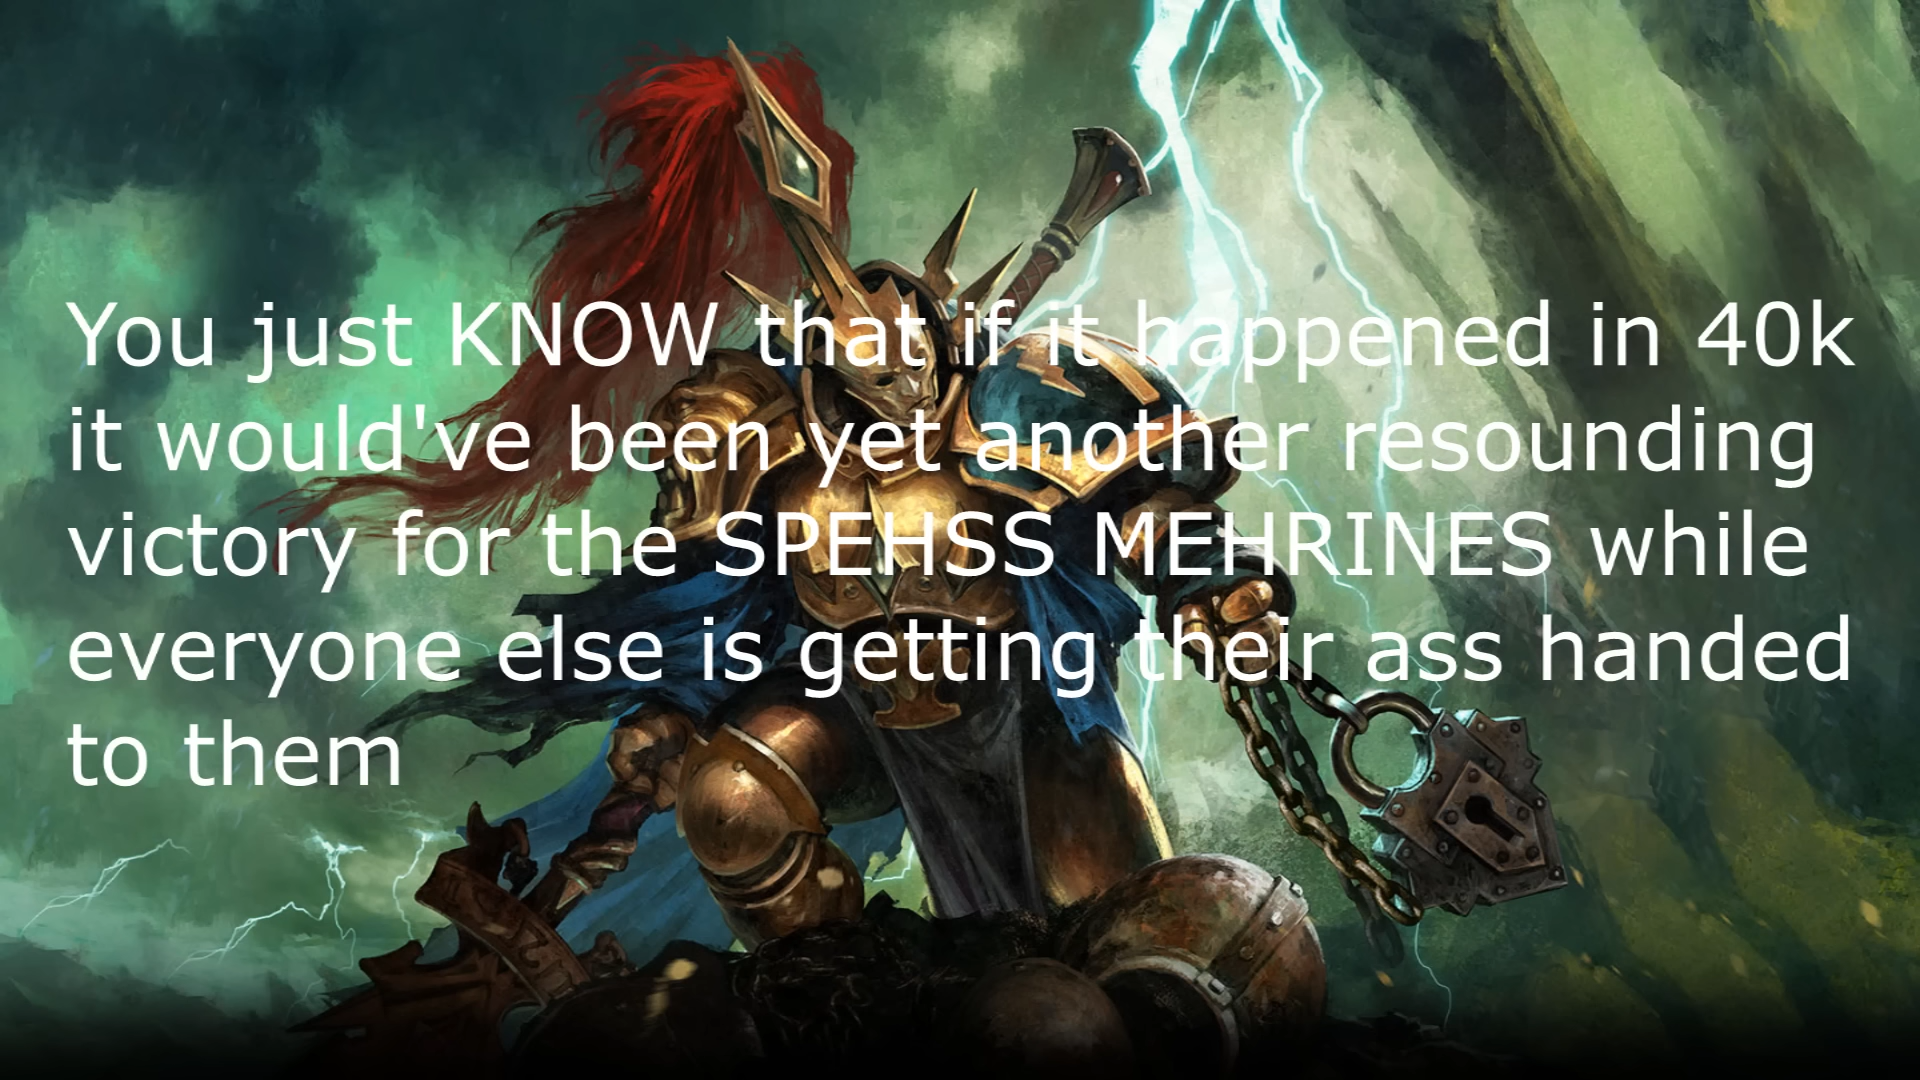 You just KNOW that if it happened in 40k
it would've been yet another resounding
victory for the SPEHSS MEHRINES while
everyone else is getting their ass handed
to them